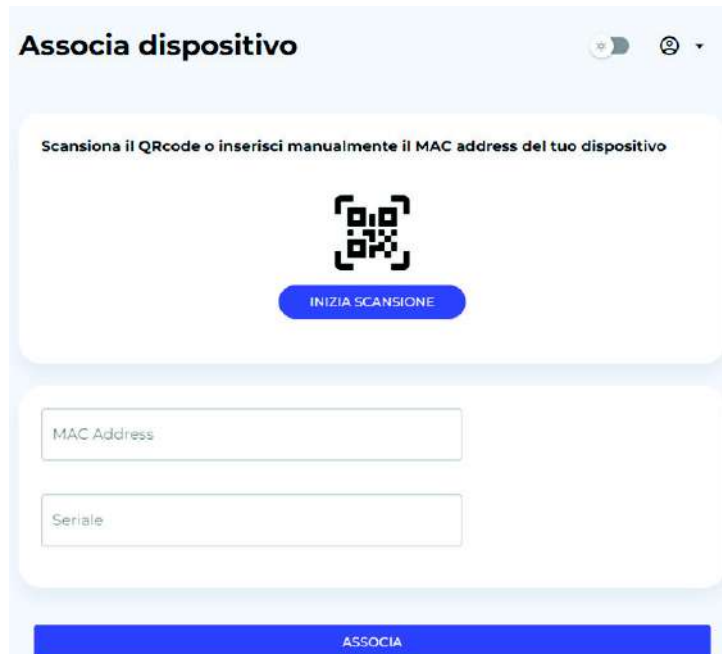 Associa dispositivo
Scansiona il QRcode o inserisci manualmente il MAC address del tuo dispositivo
INIZIA SCANSIONE
MAC Address
Seriale
ASSOCIA